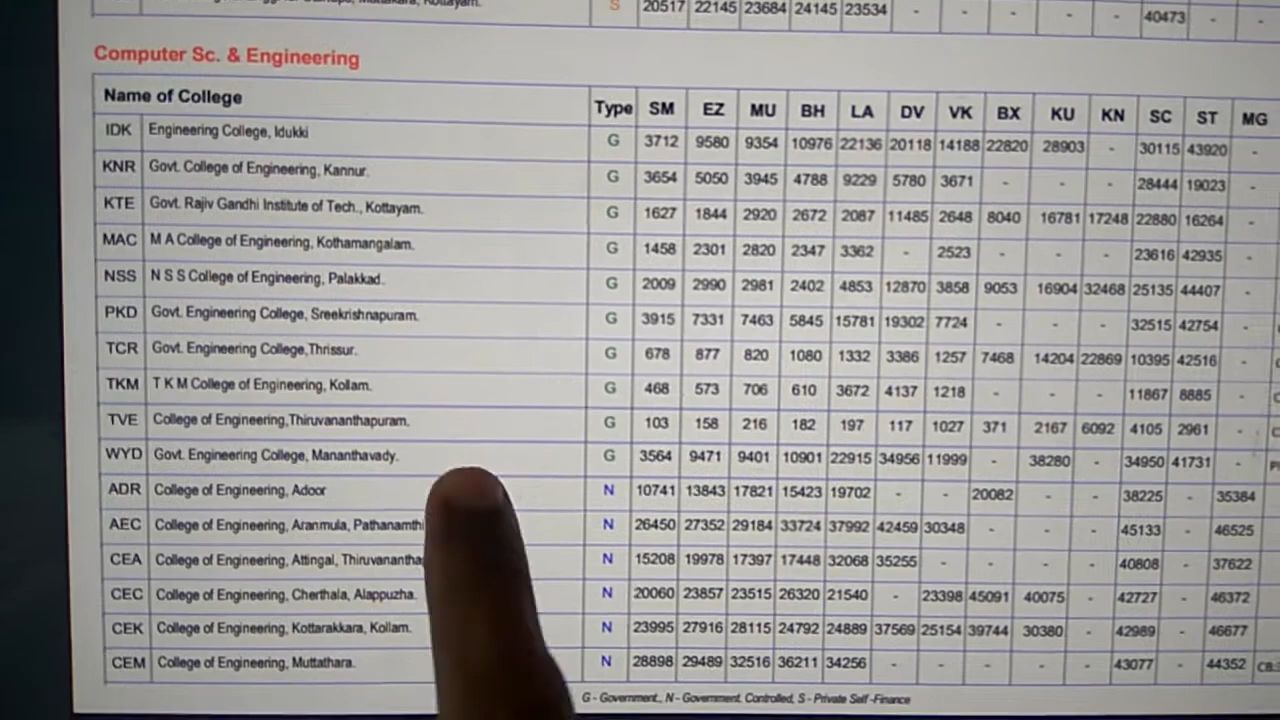 Kottayam.
S 20517 22145 23684 24145 23534 - - - - - 40473 - -
Computer Sc. & Engineering
Name of College Type SM EZ MU BH LA DV VK BX KU KN SC ST MG
IDK Engineering College, Idukki G 3712 9580 9354 10976 22136 20118 14188 22820 28903 - 30115 43920 -
KNR Govt. College of Engineering, Kannur. G 3654 5050 3945 4788 9229 5780 3671 - - - 28444 19023 -
KTE Govt. Rajiv Gandhi Institute of Tech., Kottayam. G 1627 1844 2920 2672 2087 11485 2648 8040 16781 17248 22880 16264 -
MAC M A College of Engineering, Kothamangalam. G 1458 2301 2820 2347 3362 - 2523 - - - 23616 42935 -
NSS N S S College of Engineering, Palakkad. G 2009 2990 2981 2402 4853 12870 3858 9053 16904 32468 25135 44407 -
PKD Govt. Engineering College, Sreekrishnapuram. G 3915 7331 7463 5845 15781 19302 7724 - - - 32515 42754 -
TCR Govt. Engineering College,Thrissur. G 678 877 820 1080 1332 3386 1257 7468 14204 22869 10395 42516 -
TKM T K M College of Engineering, Kollam. G 468 573 706 610 3672 4137 1218 - - - 11867 8885 -
TVE College of Engineering,Thiruvananthapuram. G 103 158 216 182 197 117 1027 371 2167 6092 4105 2961 -
WYD Govt. Engineering College, Mananthavady. G 3564 9471 9401 10901 22915 34956 11999 - 38280 - 34950 41731 -
ADR College of Engineering, Adoor N 10741 13843 17821 15423 19702 - - 20082 - - 38225 - 35384
AEC College of Engineering, Aranmula, Pathanamthi N 26450 27352 29184 33724 37992 42459 30348 - - - 45133 - 46525
CEA College of Engineering, Attingal, Thiruvanantha N 15208 19978 17397 17448 32068 35255 - - - - 40808 - 37622
CEC College of Engineering, Cherthala, Alappuzha. N 20060 23857 23515 26320 21540 - 23398 45091 40075 - 42727 - 46372
CEK College of Engineering, Kottarakkara, Kollam. N 23995 27916 28115 24792 24889 37569 25154 39744 30380 - 42989 - 46677
CEM College of Engineering, Muttathara. N 28898 29489 32516 36211 34256 - - - - - 43077 - 44352
G - Government., N - Government. Controlled, S - Private Self -Finance